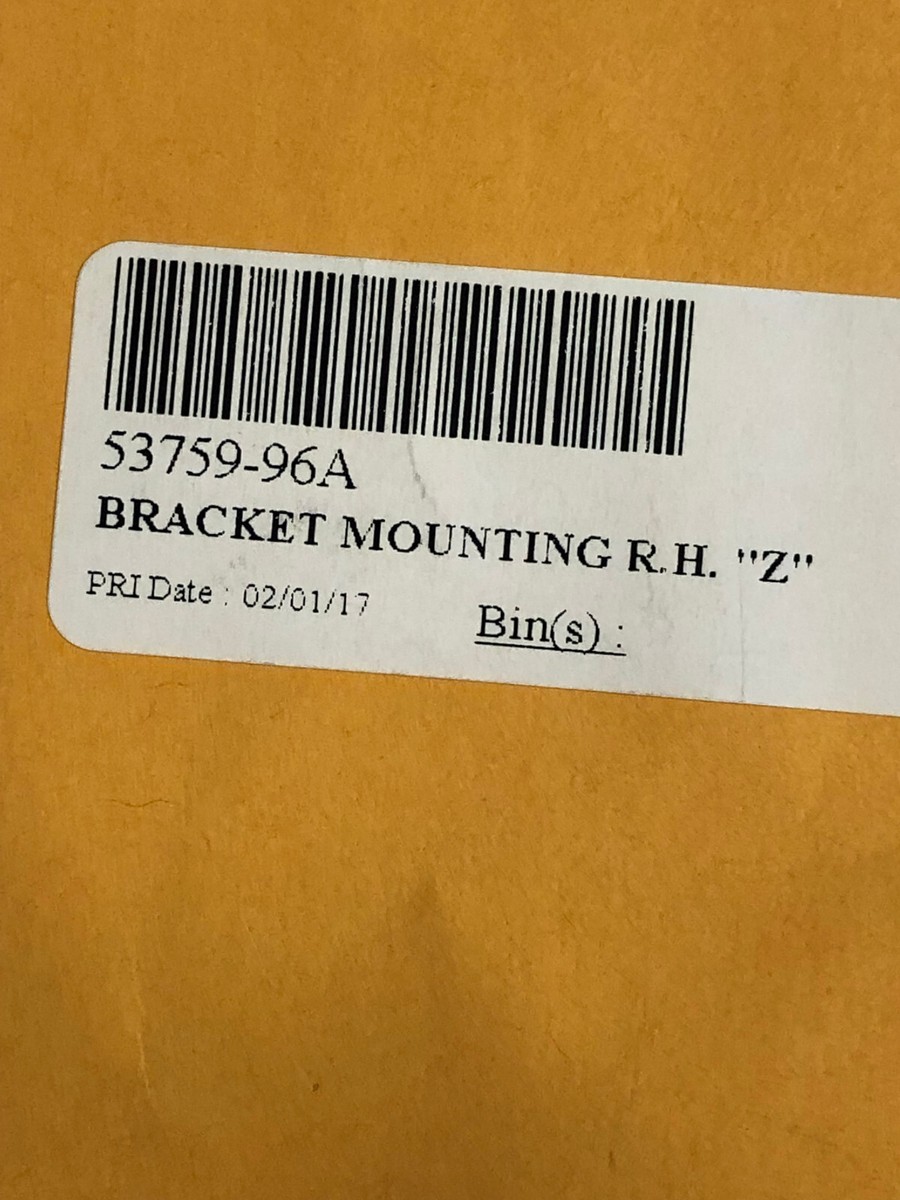 53759-96A
BRACKET MOUNTING R.H. "Z"
PRI Date : 02/01/17
Bin(s) :